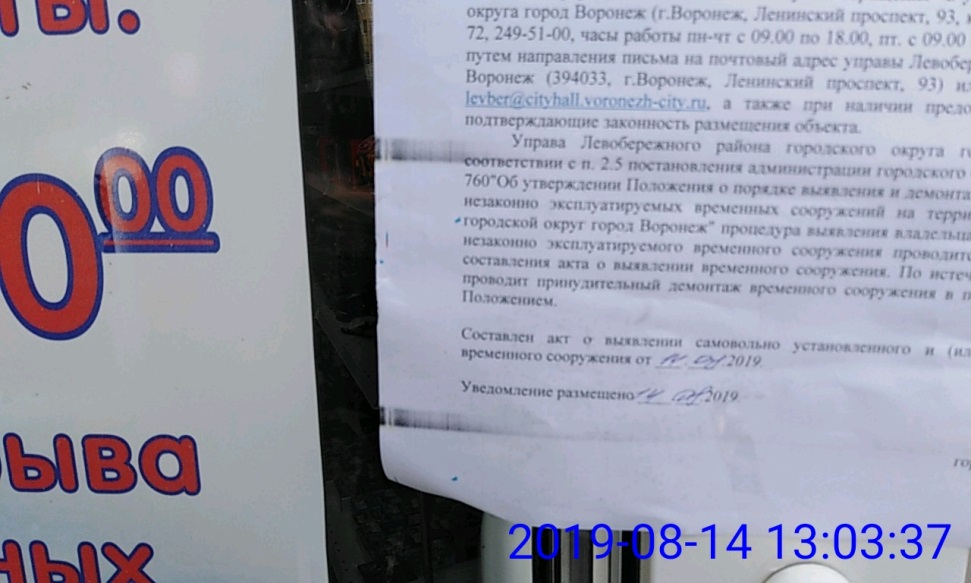 ты.
0⁰⁰
ыва
ных
округа город Воронеж (г.Воронеж, Ленинский проспект, 93,
72, 249-51-00, часы работы пн-чт с 09.00 по 18.00, пт. с 09.00
путем направления письма на почтовый адрес управы Левобер
Воронеж (394033, г.Воронеж, Ленинский проспект, 93) ил
levber@cityhall.voronezh-city.ru, а также при наличии предо
подтверждающие законность размещения объекта.
Управа Левобережного района городского округа го
соответствии с п. 2.5 постановления администрации городского
760"Об утверждении Положения о порядке выявления и демонта
незаконно эксплуатируемых временных сооружений на терри
городской округ город Воронеж" процедура выявления владельца
незаконно эксплуатируемого временного сооружения проводитс
составления акта о выявлении временного сооружения. По истеч
проводит принудительный демонтаж временного сооружения в п
Положением.
Составлен акт о выявлении самовольно установленного и (ил
временного сооружения от 2019
Уведомление размещено 14 2019
го
2019-08-14 13:03:37